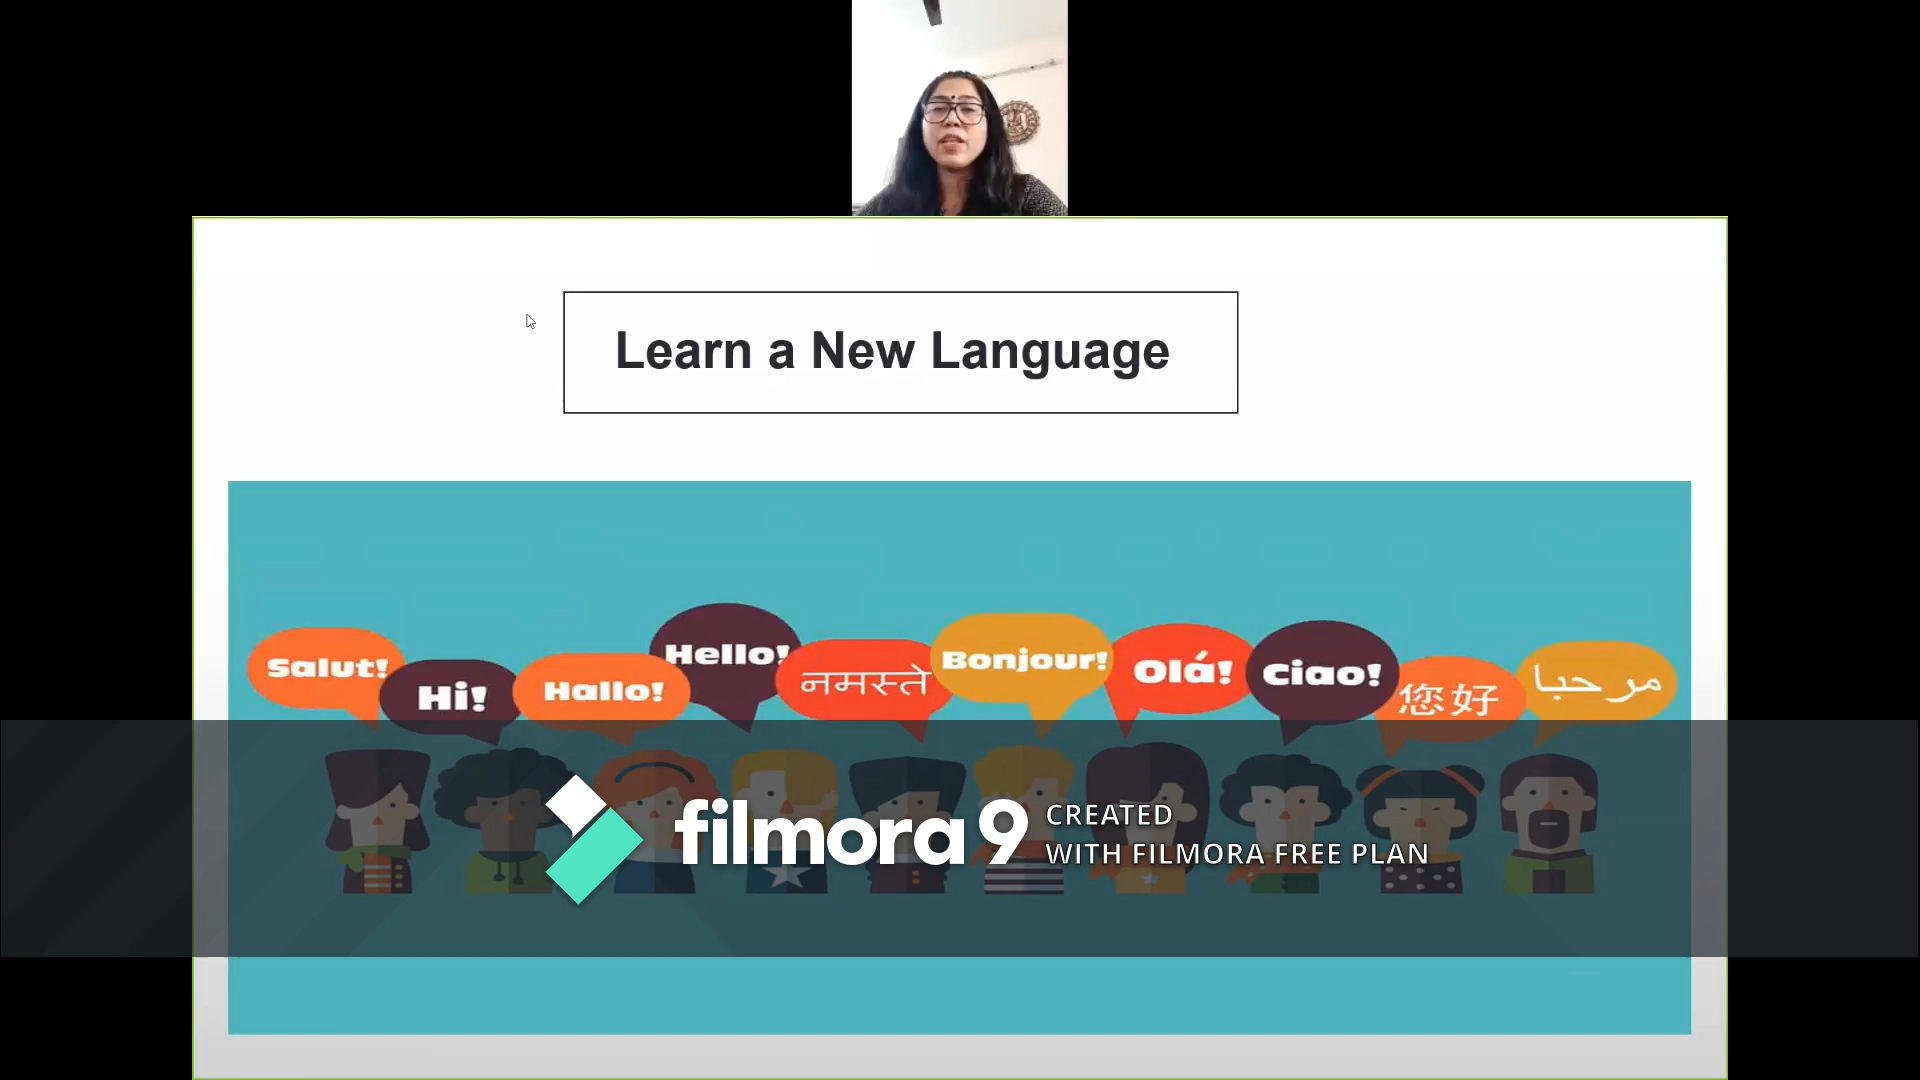 Learn a New Language
Salut!
Hi!
Hallo!
Hello!
नमस्ते
Bonjour!
Olá!
Ciao!
您好
مرحبا
filmora9
CREATED
WITH FILMORA FREE PLAN